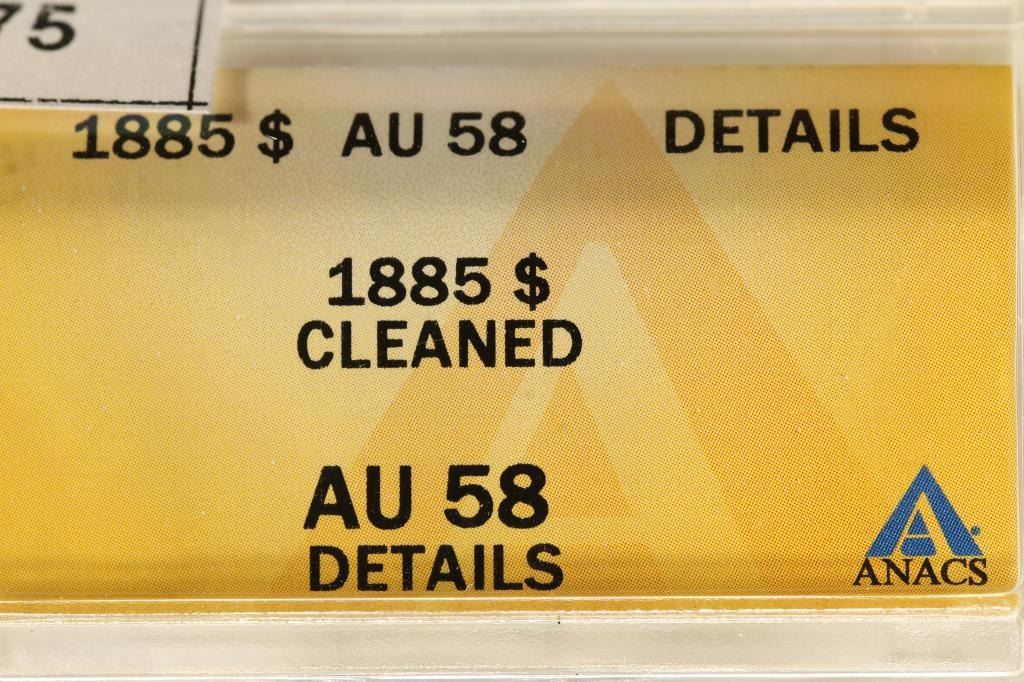 75
1885 $ AU 58 DETAILS
1885 $
CLEANED
AU 58
DETAILS
ANACS